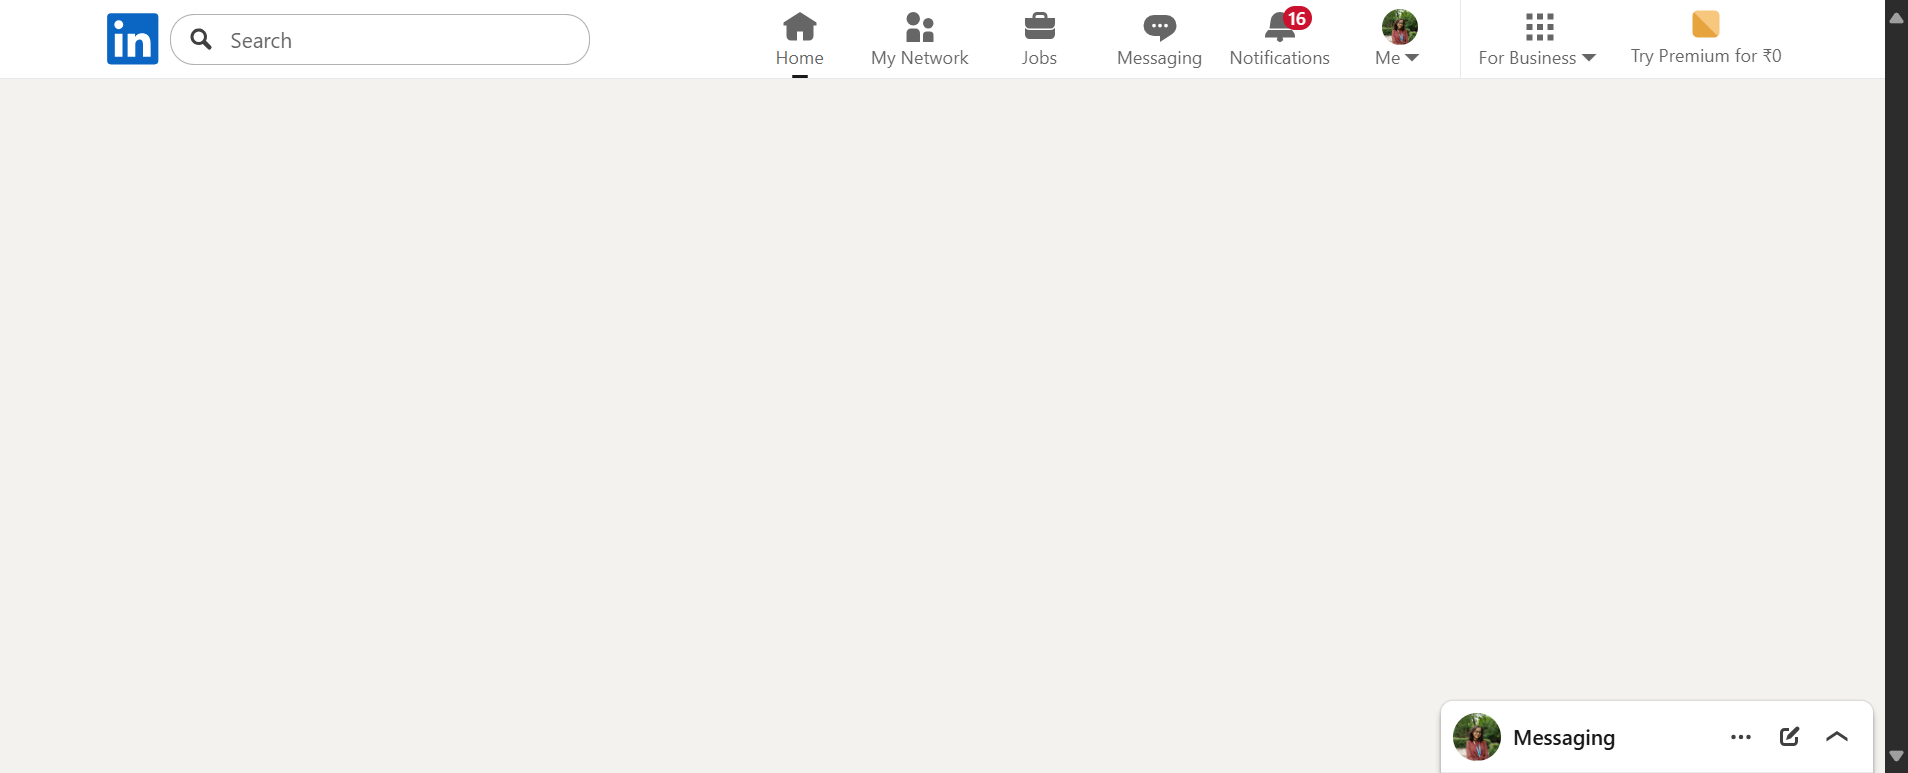 in
Search
Home
My Network
Jobs
Messaging
16
Notifications
Me
For Business
Try Premium for ₹0
Messaging